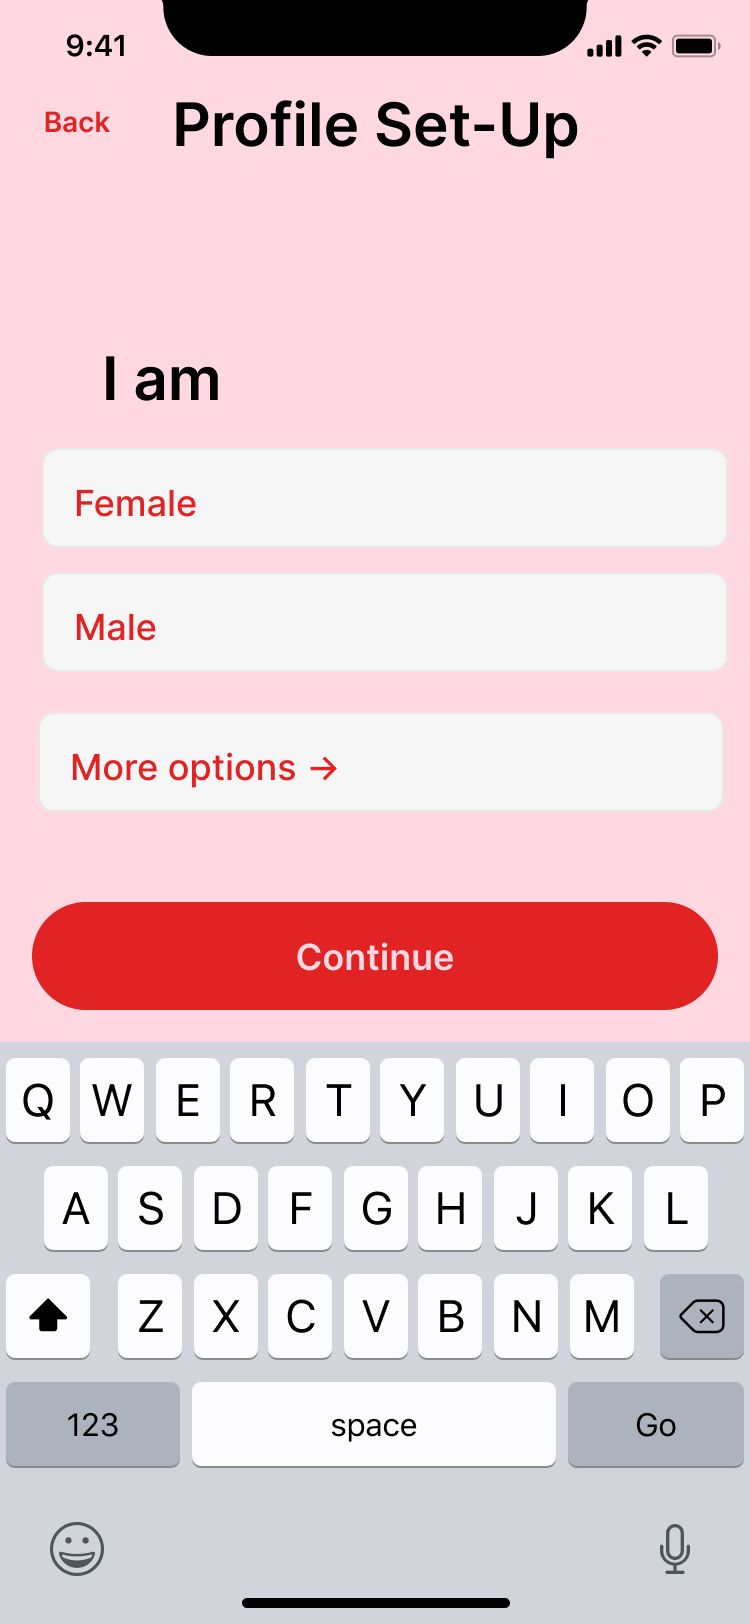 9:41
Back
Profile Set-Up
I am
Female
Male
More options →
Continue
Q W E R T Y U I O P
A S D F G H J K L
Z X C V B N M
123 space Go